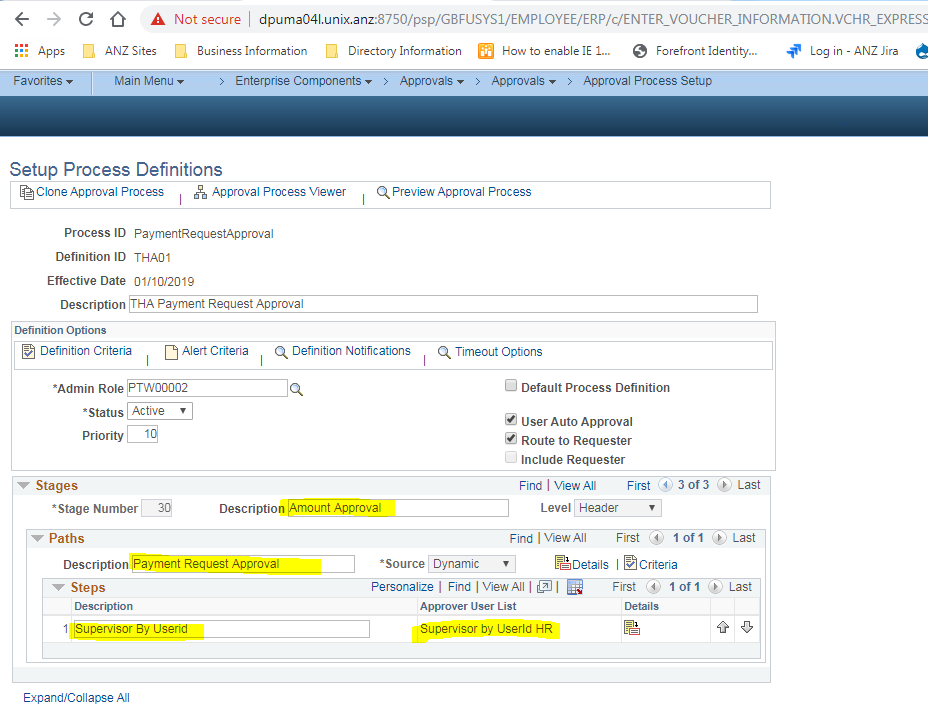 Not secure | dpuma04l.unix.anz:8750/psp/GBFUSYS1/EMPLOYEE/ERP/c/ENTER_VOUCHER_INFORMATION.VCHR_EXPRESS
Apps ANZ Sites Business Information Directory Information How to enable IE 1... Forefront Identity... Log in - ANZ Jira
Favorites Main Menu > Enterprise Components > Approvals > Approvals > Approval Process Setup
Setup Process Definitions
Clone Approval Process | Approval Process Viewer | Preview Approval Process
Process ID PaymentRequestApproval
Definition ID THA01
Effective Date 01/10/2019
Description THA Payment Request Approval
Definition Options
Definition Criteria | Alert Criteria | Definition Notifications | Timeout Options
*Admin Role PTW00002 Default Process Definition
*Status Active
User Auto Approval
Priority 10
Route to Requester
Include Requester
Stages Find | View All First 3 of 3 Last
*Stage Number 30 Description Amount Approval Level Header
Paths Find | View All First 1 of 1 Last
Description Payment Request Approval *Source Dynamic Details | Criteria
Steps Personalize | Find | View All | | First 1 of 1 Last
Description Approver User List Details
1 Supervisor By Userid Supervisor by UserId HR
Expand/Collapse All